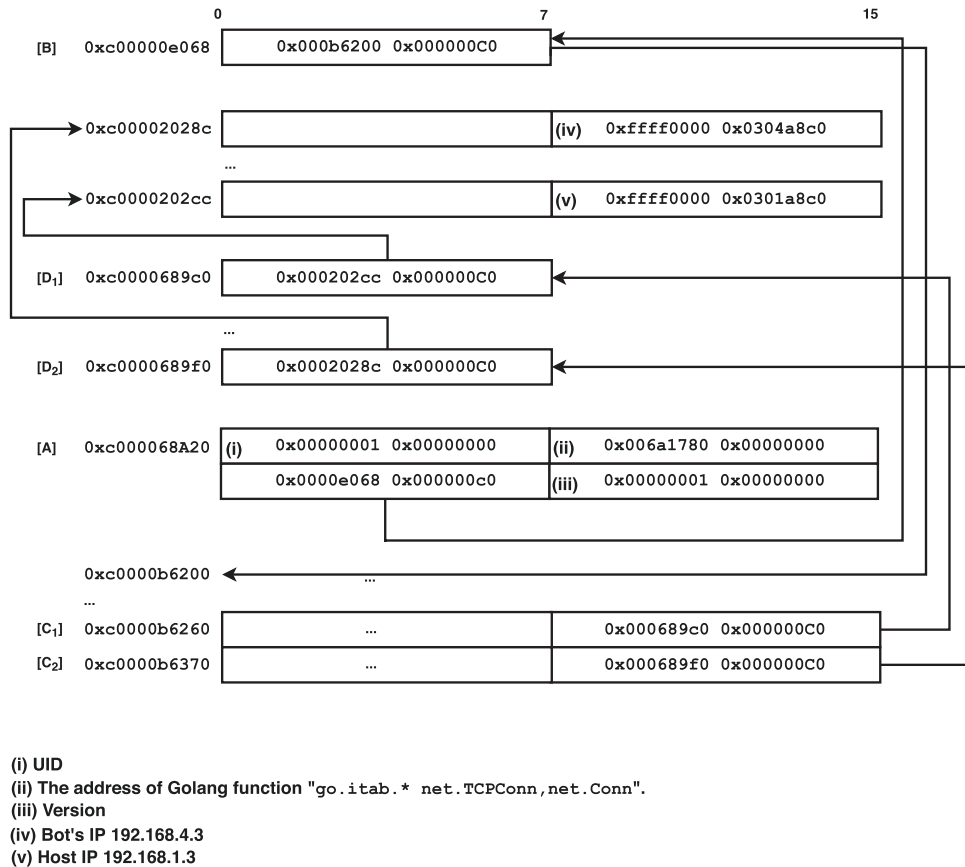 0 7 15
[B] 0xc00000e068 0x000b6200 0x000000C0
0xc00002028c (iv) 0xffff0000 0x0304a8c0
...
0xc0000202cc (v) 0xffff0000 0x0301a8c0
[D1] 0xc0000689c0 0x000202cc 0x000000C0
...
[D2] 0xc0000689f0 0x0002028c 0x000000C0
[A] 0xc000068A20 (i) 0x00000001 0x00000000 (ii) 0x006a1780 0x00000000
0x0000e068 0x000000c0 (iii) 0x00000001 0x00000000
0xc0000b6200 ...
...
[C1] 0xc0000b6260 ... 0x000689c0 0x000000C0
[C2] 0xc0000b6370 ... 0x000689f0 0x000000C0
(i) UID
(ii) The address of Golang function "go.itab.* net.TCPConn,net.Conn".
(iii) Version
(iv) Bot's IP 192.168.4.3
(v) Host IP 192.168.1.3